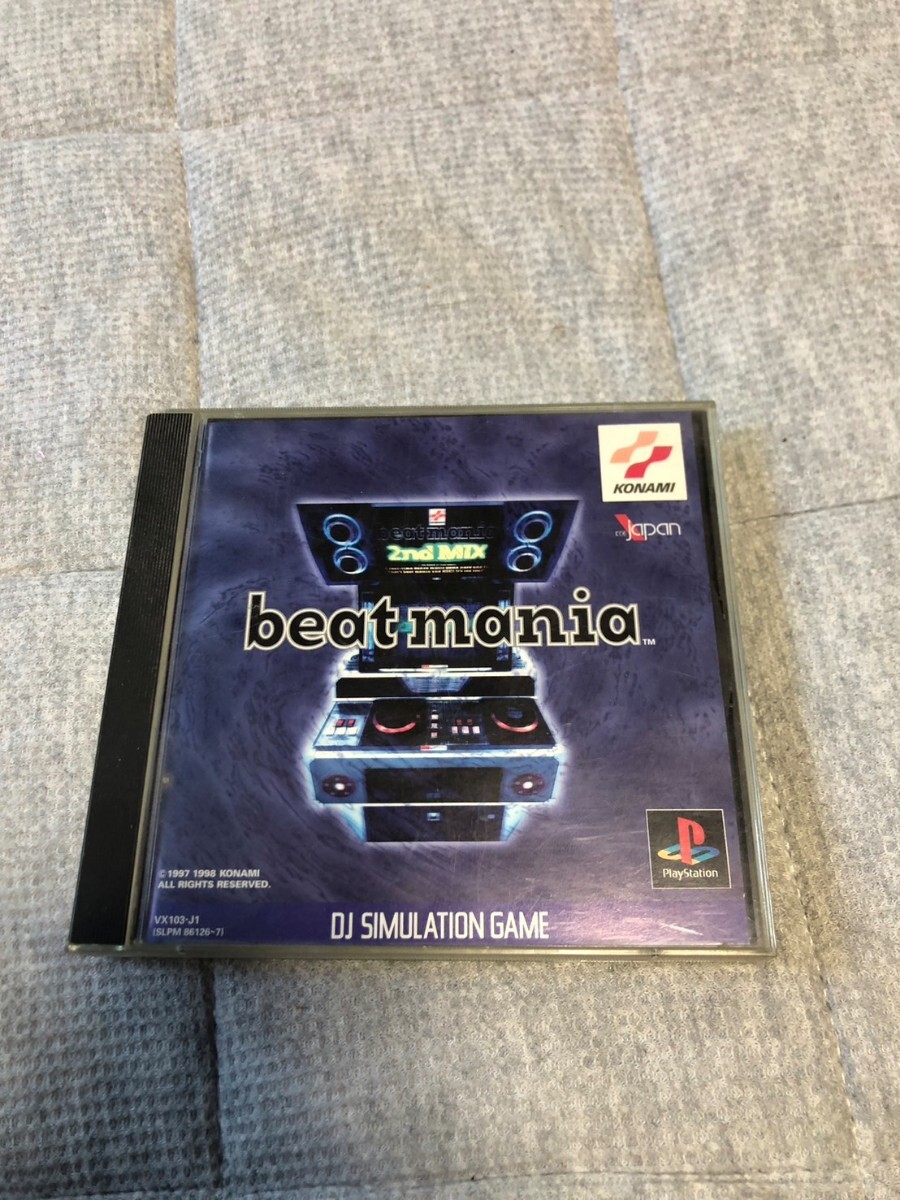 KONAMI
Japan
beatmania
2nd MIX
beatmania™
PlayStation
©1997 1998 KONAMI
ALL RIGHTS RESERVED.
VX103-J1
(SLPM 86126~7)
DJ SIMULATION GAME